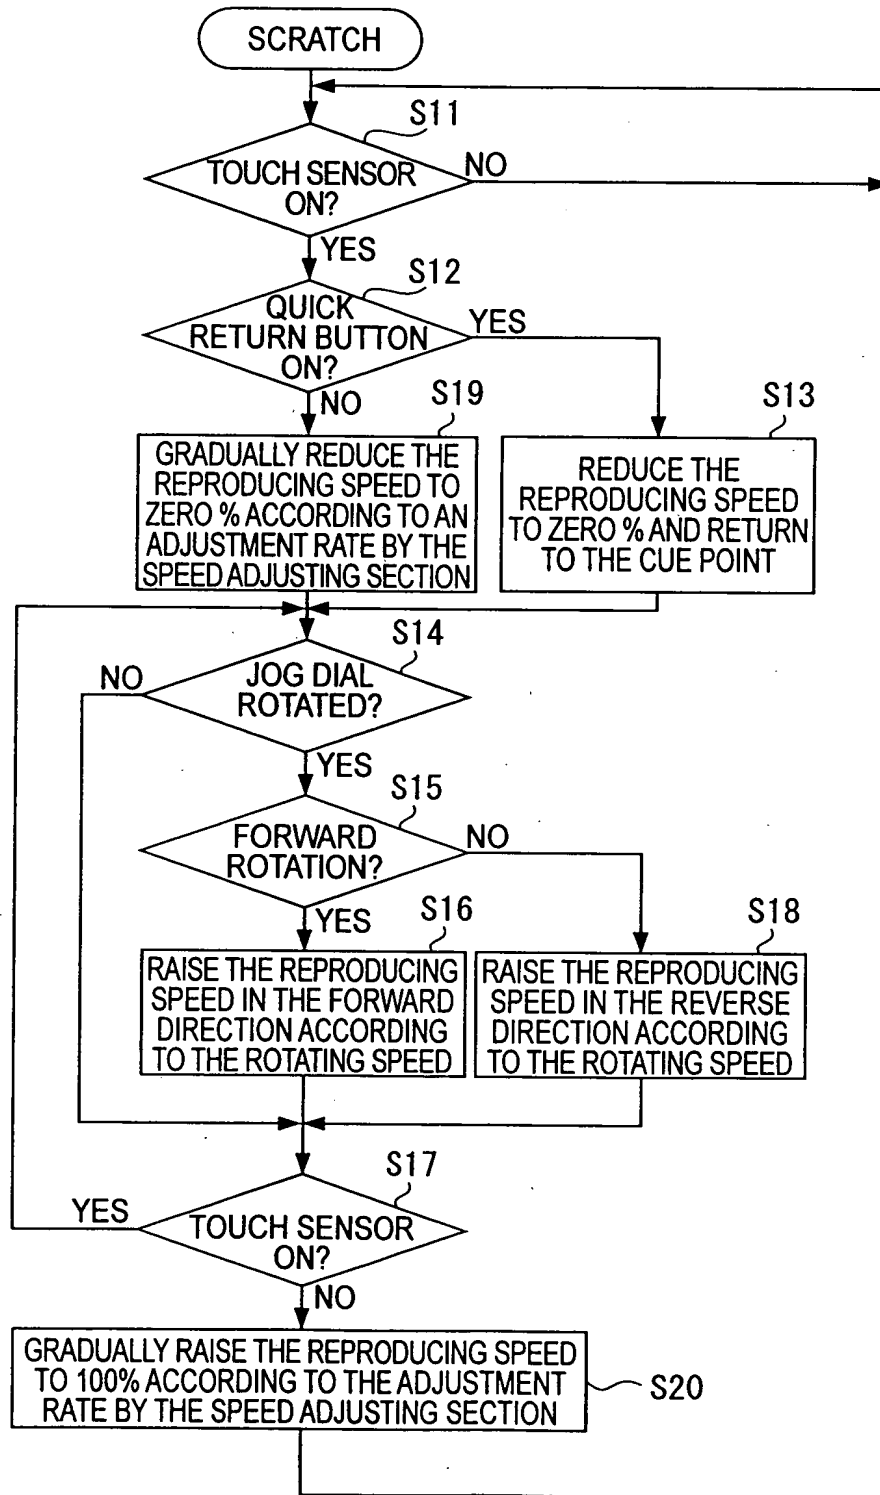 SCRATCH
S11
TOUCH SENSOR
ON?
NO
YES
S12
QUICK
RETURN BUTTON
ON?
YES
NO
S19
GRADUALLY REDUCE THE
REPRODUCING SPEED TO
ZERO % ACCORDING TO AN
ADJUSTMENT RATE BY THE
SPEED ADJUSTING SECTION
S13
REDUCE THE
REPRODUCING SPEED
TO ZERO % AND RETURN
TO THE CUE POINT
S14
JOG DIAL
ROTATED?
NO
YES
S15
FORWARD
ROTATION?
NO
YES
S16
RAISE THE REPRODUCING
SPEED IN THE FORWARD
DIRECTION ACCORDING
TO THE ROTATING SPEED
S18
RAISE THE REPRODUCING
SPEED IN THE REVERSE
DIRECTION ACCORDING
TO THE ROTATING SPEED
S17
TOUCH SENSOR
ON?
YES
NO
GRADUALLY RAISE THE REPRODUCING SPEED
TO 100% ACCORDING TO THE ADJUSTMENT
RATE BY THE SPEED ADJUSTING SECTION
S20